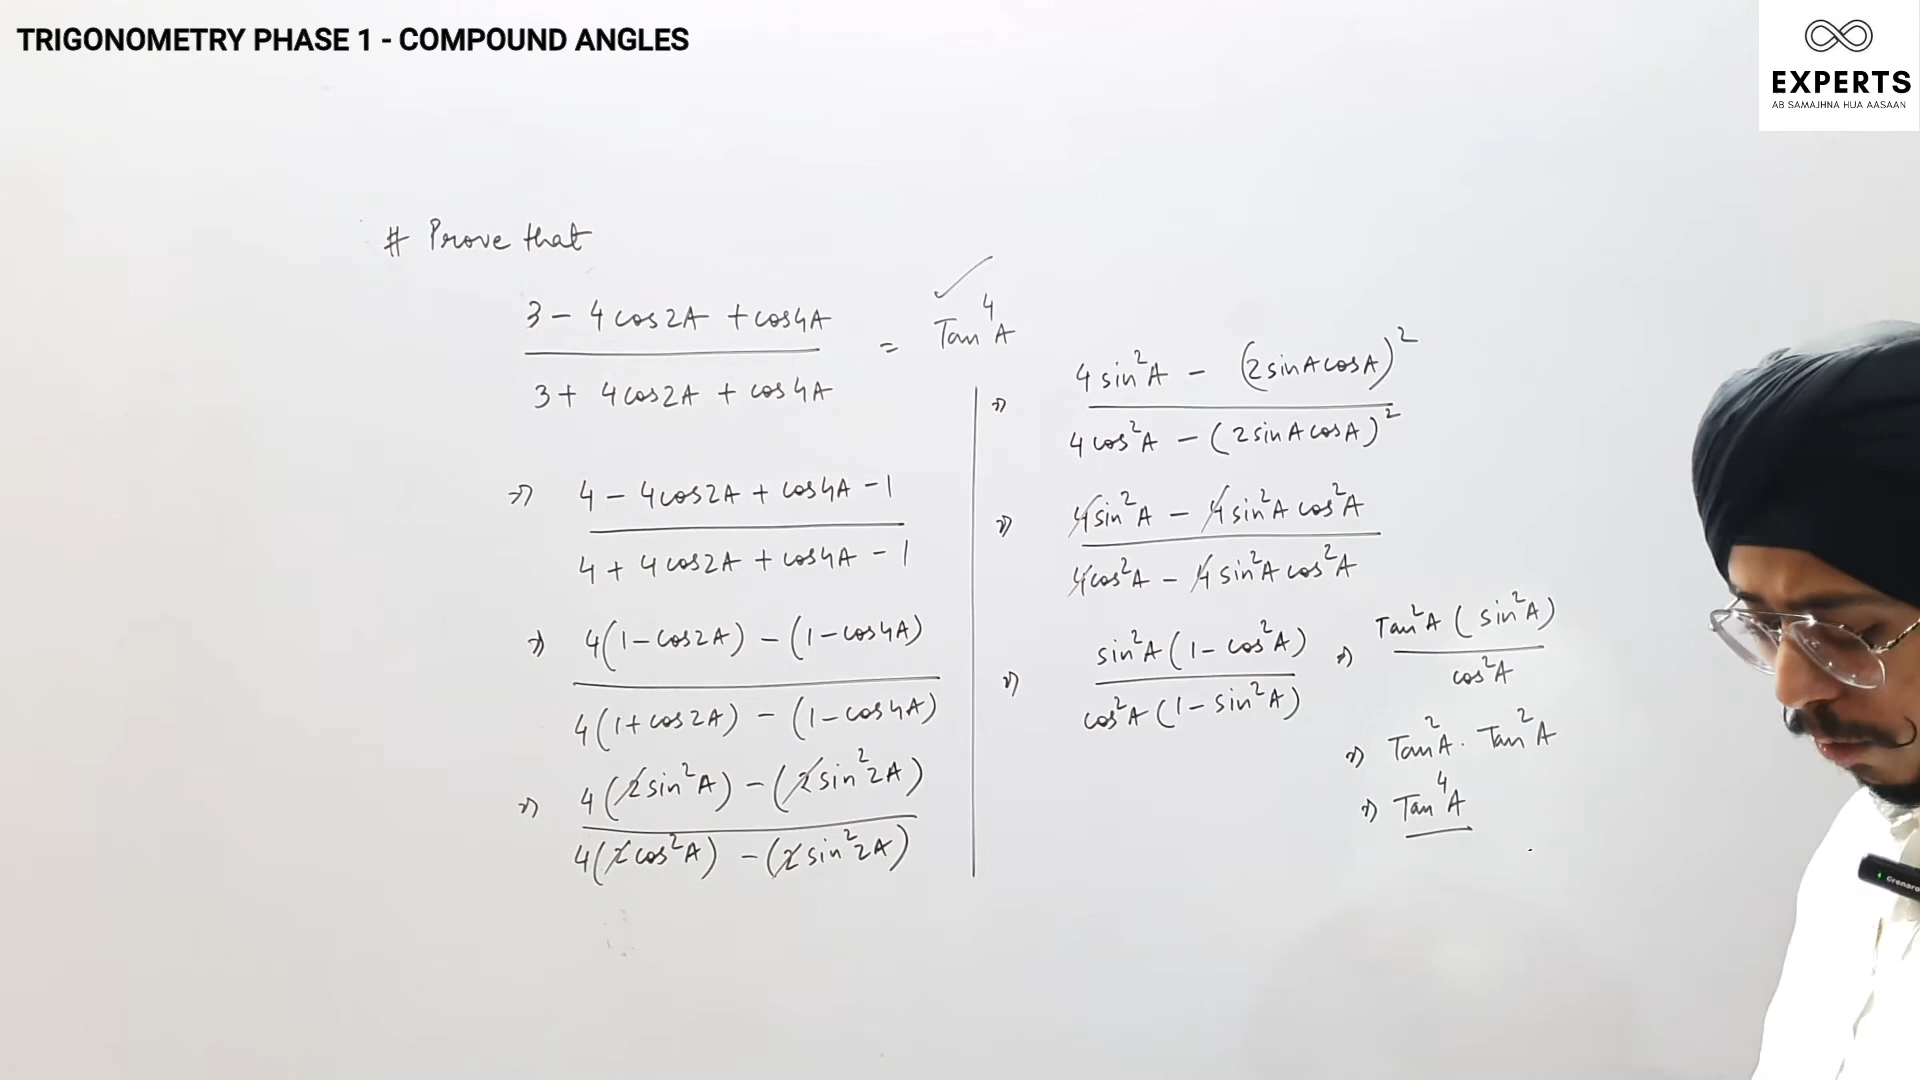 TRIGONOMETRY PHASE 1 - COMPOUND ANGLES
EXPERTS
AB SAMAJHNA HUA AASAAN
# Prove that
3 - 4cos2A + cos4A / 3 + 4cos2A + cos4A = Tan⁴A ✓
⇒ 4 - 4cos2A + cos4A - 1 / 4 + 4cos2A + cos4A - 1
⇒ 4(1 - cos2A) - (1 - cos4A) / 4(1 + cos2A) - (1 - cos4A)
⇒ 4(2sin²A) - (2sin²2A) / 4(2cos²A) - (2sin²2A)
⇒ 4sin²A - (2sinAcosA)² / 4cos²A - (2sinAcosA)²
⇒ 4sin²A - 4sin²Acos²A / 4cos²A - 4sin²Acos²A
⇒ sin²A(1 - cos²A) / cos²A(1 - sin²A) ⇒ Tan²A(sin²A) / cos²A
⇒ Tan²A · Tan²A
⇒ Tan⁴A